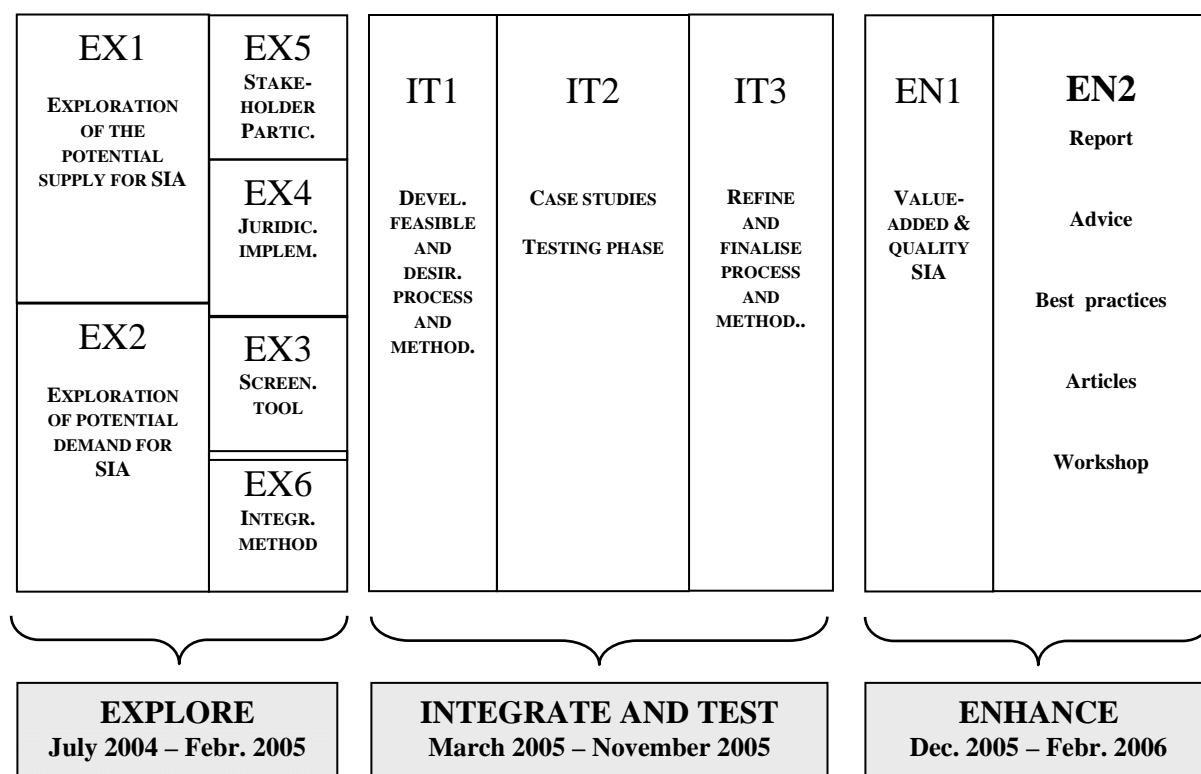 EX1
EXPLORATION
OF THE
POTENTIAL
SUPPLY FOR SIA
EX2
EXPLORATION
OF POTENTIAL
DEMAND FOR
SIA
EX5
STAKE-
HOLDER
PARTIC.
EX4
JURIDIC.
IMPLEM.
EX3
SCREEN.
TOOL
EX6
INTEGR.
METHOD
IT1
DEVEL.
FEASIBLE
AND
DESIR.
PROCESS
AND
METHOD.
IT2
CASE STUDIES
TESTING PHASE
IT3
REFINE
AND
FINALISE
PROCESS
AND
METHOD..
EN1
VALUE-
ADDED &
QUALITY
SIA
EN2
Report
Advice
Best practices
Articles
Workshop
EXPLORE
July 2004 – Febr. 2005
INTEGRATE AND TEST
March 2005 – November 2005
ENHANCE
Dec. 2005 – Febr. 2006